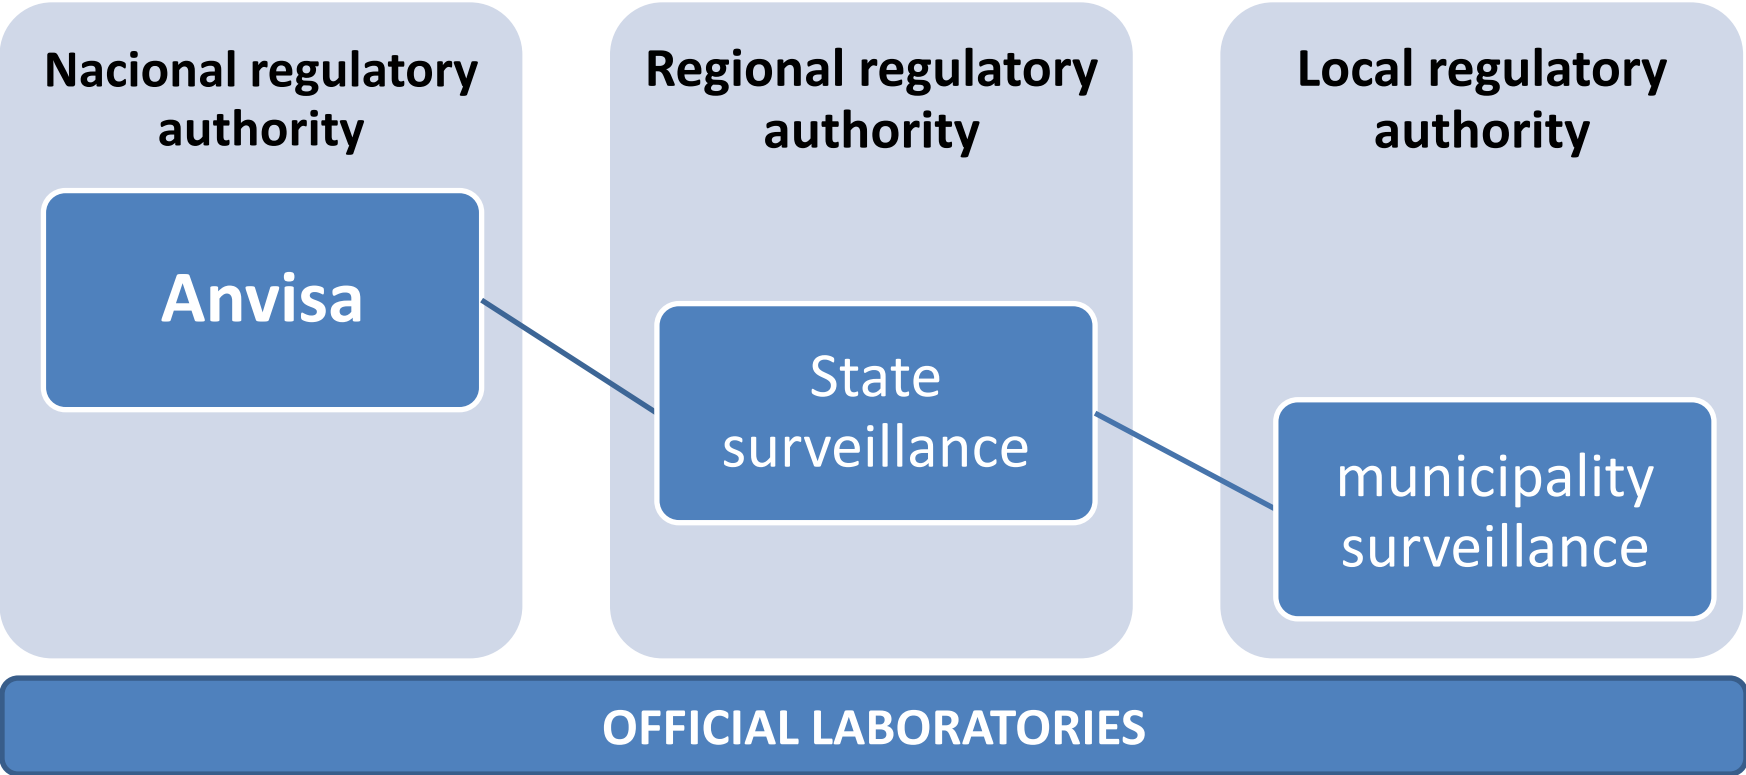 Nacional regulatory
authority
Anvisa
Regional regulatory
authority
State
surveillance
Local regulatory
authority
municipality
surveillance
OFFICIAL LABORATORIES